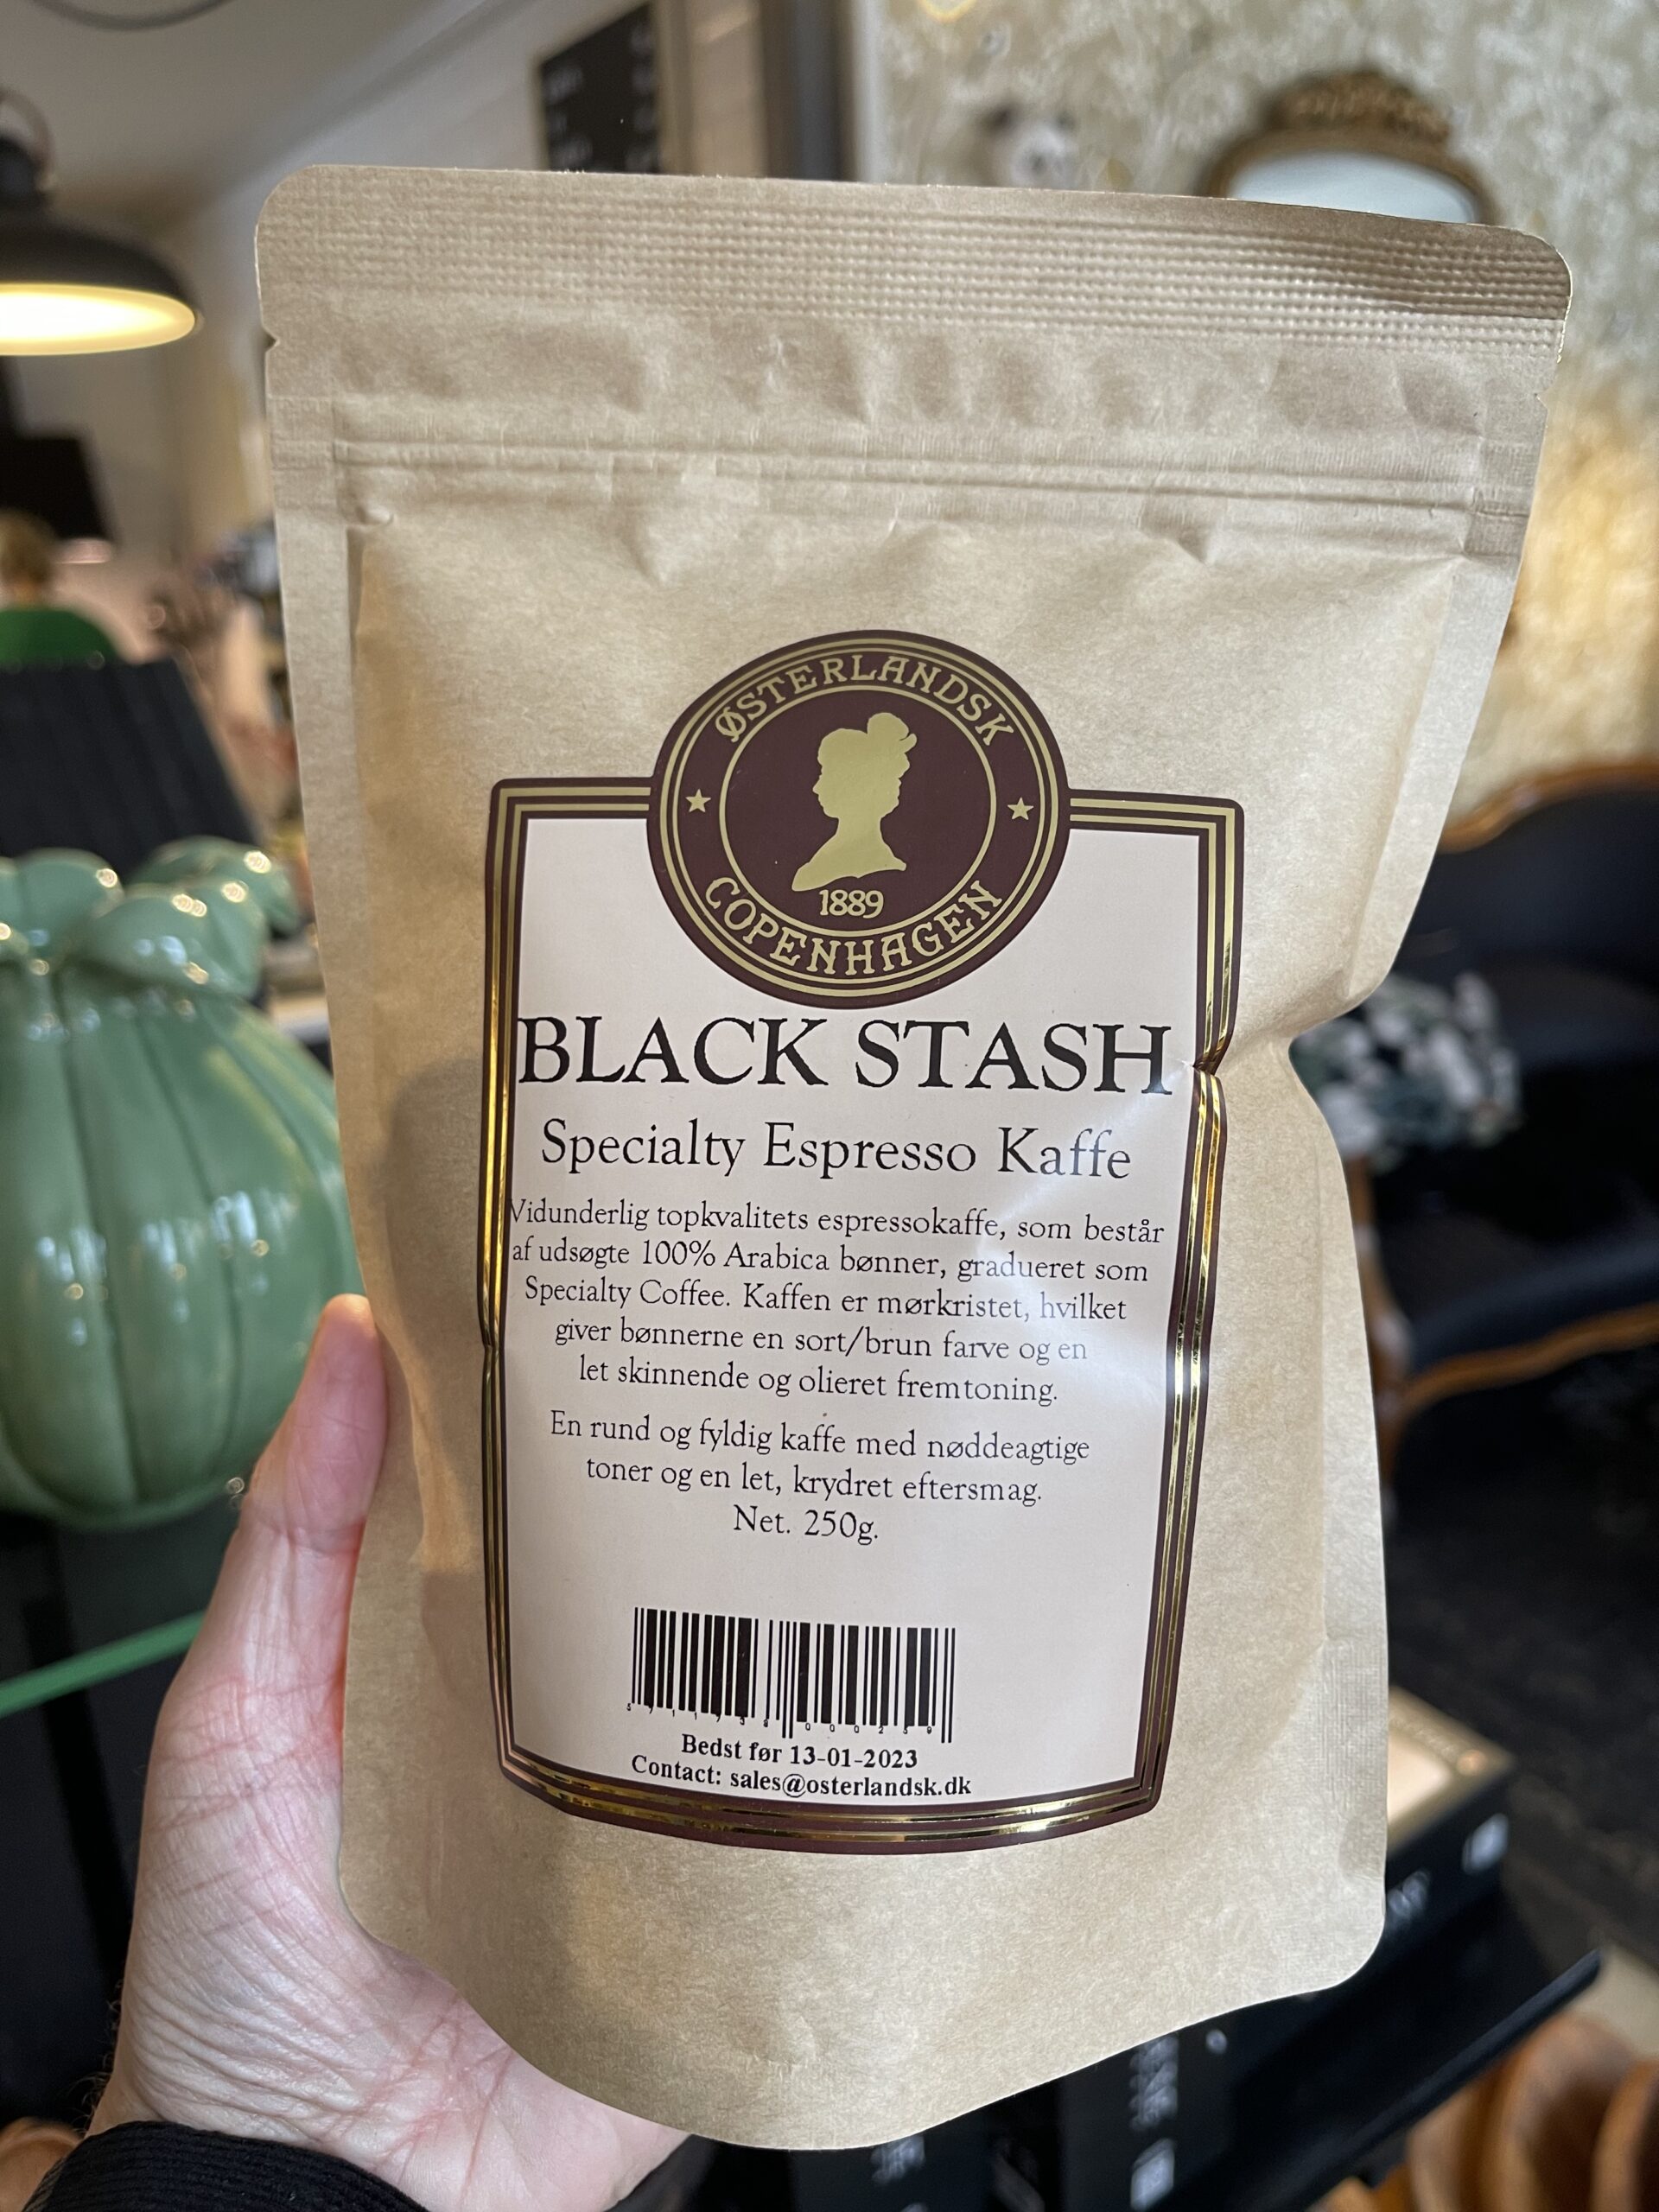 ØSTERLANDSK
1889
COPENHAGEN
BLACK STASH
Specialty Espresso Kaffe
Vidunderlig topkvalitets espressokaffe, som består
af udsøgte 100% Arabica bønner, gradueret som
Specialty Coffee. Kaffen er mørkristet, hvilket
giver bønnerne en sort/brun farve og en
let skinnende og olieret fremtoning.
En rund og fyldig kaffe med nøddeagtige
toner og en let, krydret eftersmag.
Net. 250g.
Bedst før 13-01-2023
Contact: sales@osterlandsk.dk